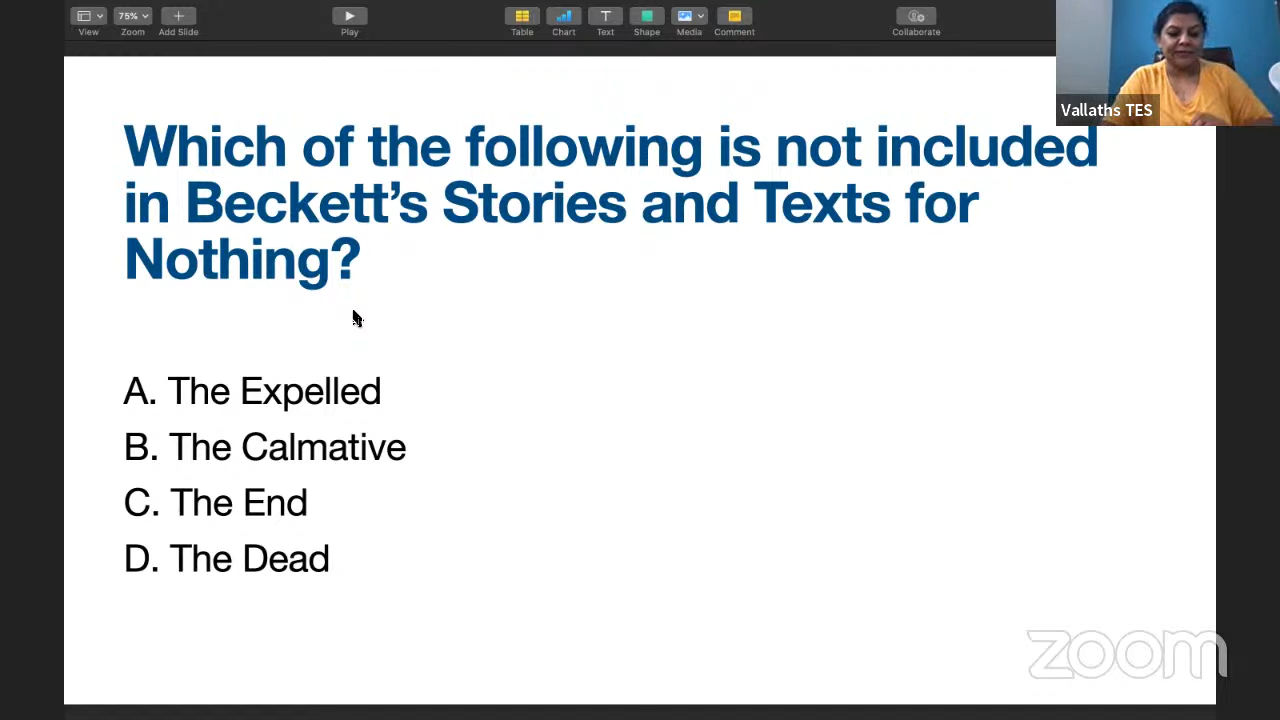 75%
View
Zoom
Add Slide
Play
Table
Chart
Text
Shape
Media
Comment
Collaborate
Vallaths TES
Which of the following is not included
in Beckett’s Stories and Texts for
Nothing?
A. The Expelled
B. The Calmative
C. The End
D. The Dead
zoom